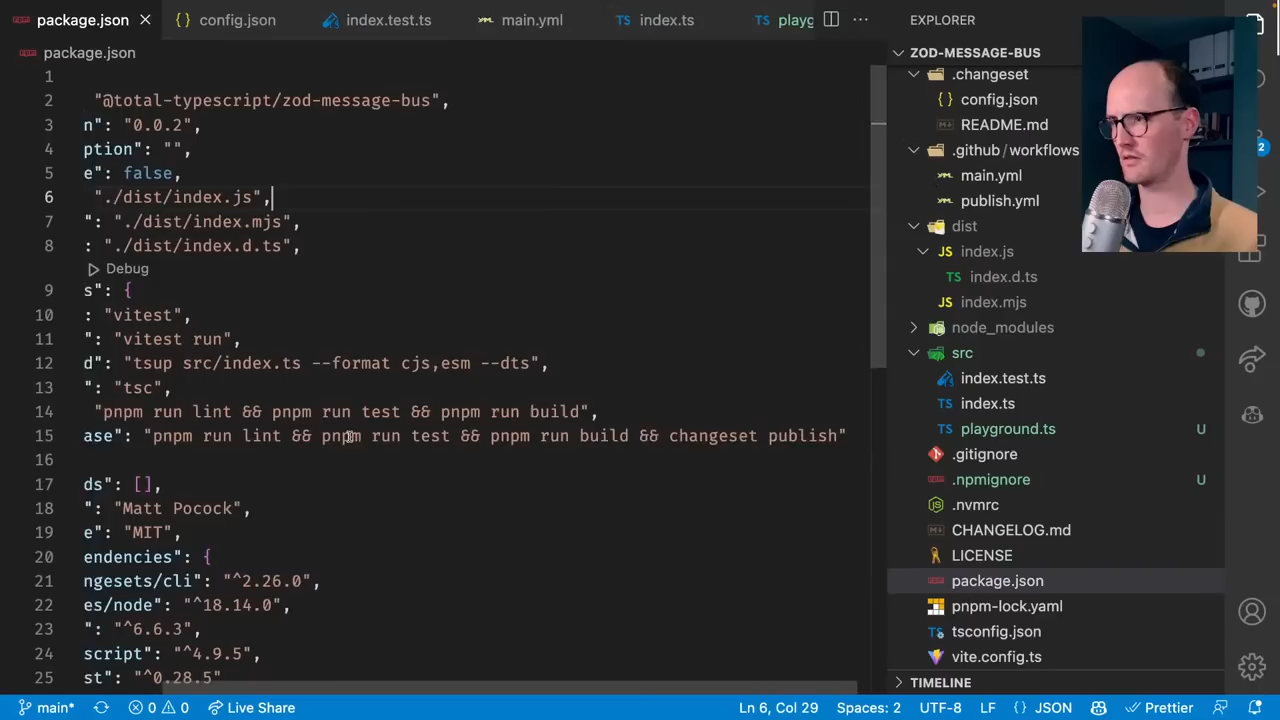 package.json
config.json
index.test.ts
main.yml
TS index.ts
TS playg
EXPLORER
package.json
ZOD-MESSAGE-BUS
1
2 "@total-typescript/zod-message-bus",
3 n": "0.0.2",
4 ption": "",
5 e": false,
6 "./dist/index.js",
7 ": "./dist/index.mjs",
8 : "./dist/index.d.ts",
Debug
9 s": {
10 : "vitest",
11 ": "vitest run",
12 d": "tsup src/index.ts --format cjs,esm --dts",
13 ": "tsc",
14 "pnpm run lint && pnpm run test && pnpm run build",
15 ase": "pnpm run lint && pnpm run test && pnpm run build && changeset publish"
16
17 ds": [],
18 ": "Matt Pocock",
19 e": "MIT",
20 endencies": {
21 ngesets/cli": "^2.26.0",
22 es/node": "^18.14.0",
23 ": "^6.6.3",
24 script": "^4.9.5",
25 st": "^0.28.5"
.changeset
config.json
README.md
.github/workflows
main.yml
publish.yml
dist
JS index.js
TS index.d.ts
JS index.mjs
node_modules
src
index.test.ts
TS index.ts
TS playground.ts U
.gitignore
.npmignore U
.nvmrc
CHANGELOG.md
LICENSE
package.json
pnpm-lock.yaml
tsconfig.json
vite.config.ts
TIMELINE
2
main* 0 0 Live Share Ln 6, Col 29 Spaces: 2 UTF-8 LF {} JSON Prettier